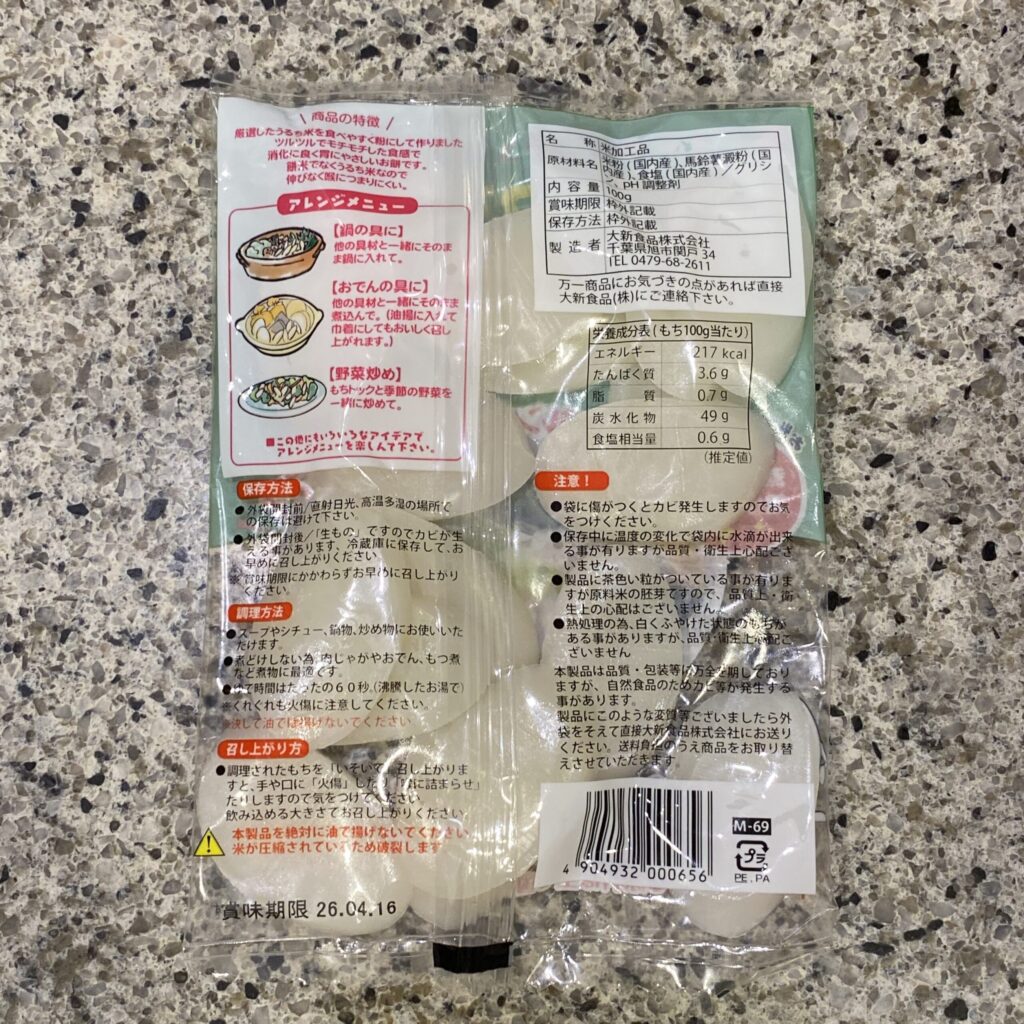 商品の特徴
厳選したうるち米を食べやすく粉にして作りました
ツルツルでモチモチした食感で
消化に良く胃にやさしいお餅です。
餅米でなくうるち米なので
伸びなく喉につまりにくい。
アレンジメニュー
【鍋の具に】
他の具材と一緒にそのま
ま鍋に入れて。
【おでんの具に】
他の具材と一緒にそのまま
煮込んで。(油揚に入れて
巾着にしてもおいしく召し
上がれます。)
【野菜炒め】
もちトックと季節の野菜を
一緒に炒めて。
■この他にもいろいろなアイデアで
アレンジメニューを楽しんで下さい。
保存方法
●外袋開封前/直射日光、高温多湿の場所で
の保存は避けて下さい。
●外袋開封後/「生もの」ですのでカビが生
える事があります、冷蔵庫に保存して、お
早めに召し上がりください。
※賞味期限にかかわらずお早めに召し上がり
ください。
調理方法
●スープやシチュー、鍋物、炒め物にお使いいた
だけます。
●煮どけしない為、肉じゃがやおでん、もつ煮
など煮物に最適です。
●ゆで時間はたったの60秒。(沸騰したお湯で)
※くれぐれも火傷に注意してください。
※決して油で揚げないでください
召し上がり方
●調理されたもちを「いそいで」召し上がりま
すと、手や口に「火傷」した「喉に詰まらせ」
たりしますので気をつけてください
飲み込める大きさでお召し上がりください。
本製品を絶対に油で揚げないでください
米が圧縮されているため破裂します
賞味期限 26.04.16
名 称 米加工品
原材料名 米粉(国内産)、馬鈴薯澱粉(国
内産)、食塩(国内産)/グリシ
ン、pH調整剤
内容量 100g
賞味期限 枠外記載
保存方法 枠外記載
製造者 大新食品株式会社
千葉県旭市関戸34
TEL 0479-68-2611
万一商品にお気づきの点があれば直接
大新食品(株)にご連絡下さい。
栄養成分表(もち100g当たり)
エネルギー 217 kcal
たんぱく質 3.6 g
脂 質 0.7 g
炭水化物 49 g
食塩相当量 0.6 g
(推定値)
注意!
●袋に傷がつくとカビ発生しますのでお気
をつけください。
●保存中に温度の変化で袋内に水滴が出来
る事が有りますが品質・衛生上心配ござ
いません。
●製品に茶色い粒がついている事が有りま
すが原料米の胚芽ですので、品質上・衛
生上の心配はございません。
●熱処理の為、白くふやけた状態のもちが
ある事がありますが、品質・衛生上心配ござ
いません
本製品は品質・包装等に万全を期しており
ますが、自然食品のためカビ等が発生する
事があります。
製品にこのような変質等ございましたら外
袋をそえて直接大新食品株式会社にお送り
ください。送料負担のうえ商品をお取り替
えさせていただきます。
M-69
プラ
PE,PA
4 904932 000656